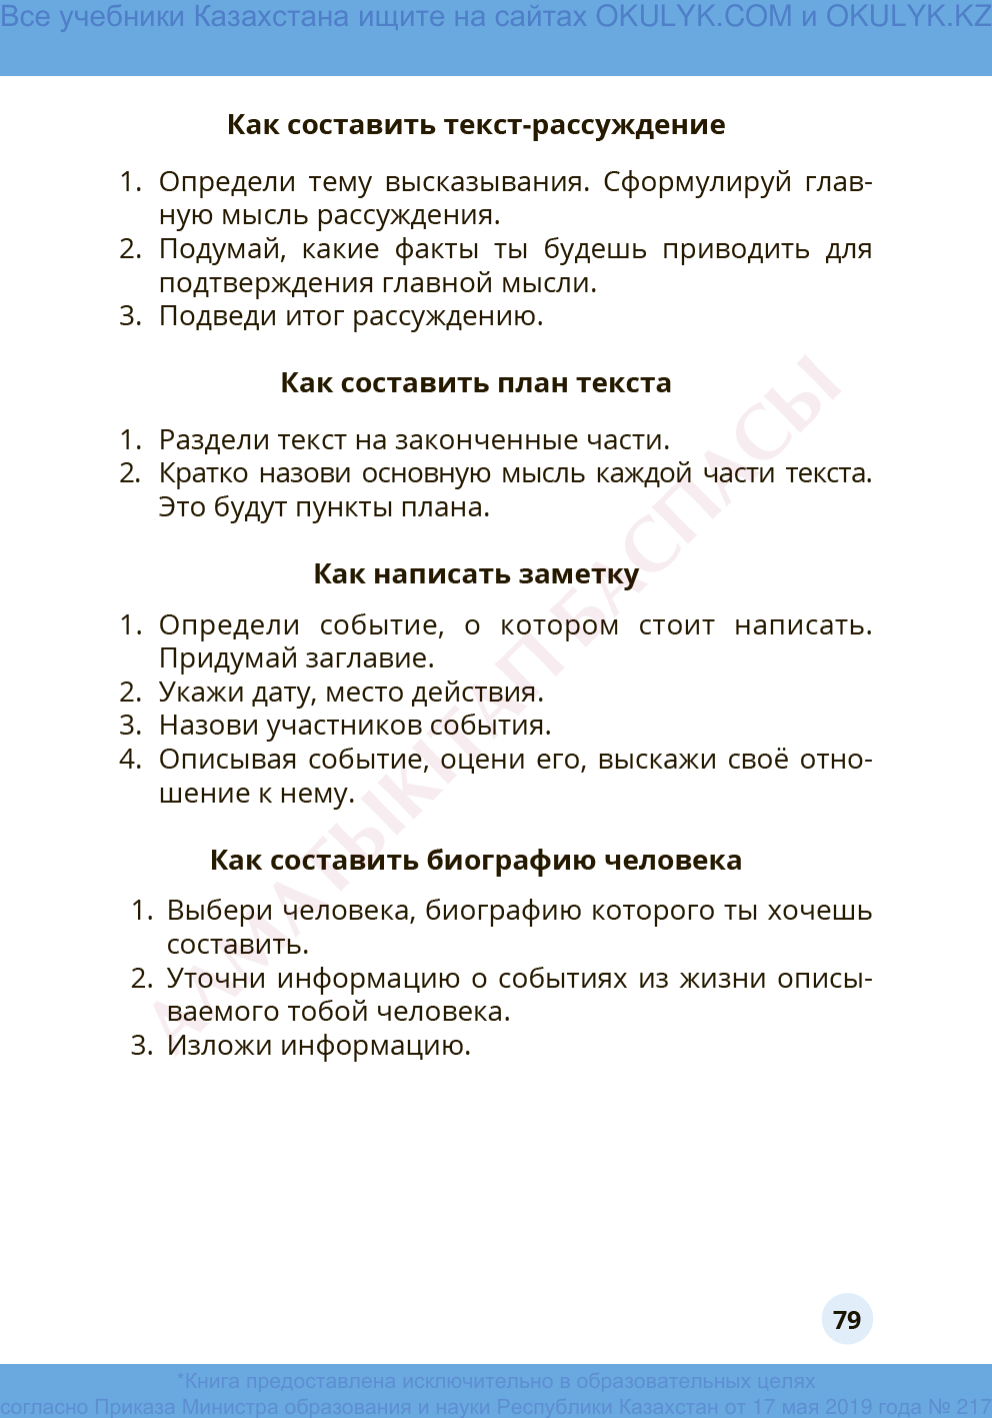 Все учебники Казахстана ищите на сайтах OKULYK.COM и OKULYK.KZ
Как составить текст-рассуждение
1. Определи тему высказывания. Сформулируй глав-
ную мысль рассуждения.
2. Подумай, какие факты ты будешь приводить для
подтверждения главной мысли.
3. Подведи итог рассуждению.
Как составить план текста
1. Раздели текст на законченные части.
2. Кратко назови основную мысль каждой части текста.
Это будут пункты плана.
Как написать заметку
1. Определи событие, о котором стоит написать.
Придумай заглавие.
2. Укажи дату, место действия.
3. Назови участников события.
4. Описывая событие, оцени его, выскажи своё отно-
шение к нему.
Как составить биографию человека
1. Выбери человека, биографию которого ты хочешь
составить.
2. Уточни информацию о событиях из жизни описы-
ваемого тобой человека.
3. Изложи информацию.
АЛМАТЫКІТАП БАСПАСЫ
79
*Книга предоставлена исключительно в образовательных целях
согласно Приказа Министра образования и науки Республики Казахстан от 17 мая 2019 года № 217